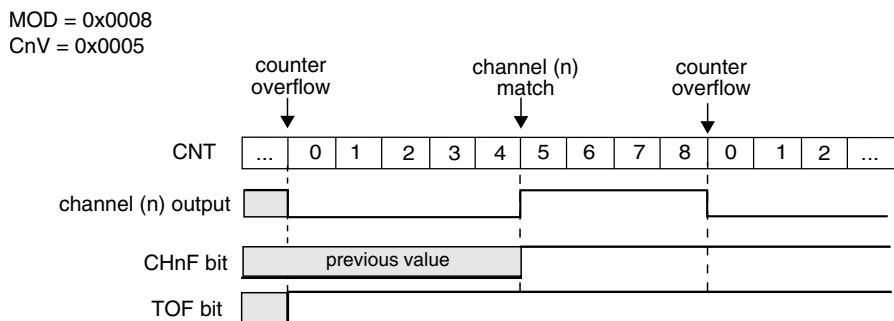 MOD = 0x0008
CnV = 0x0005
counter
overflow
channel (n)
match
counter
overflow
CNT ... 0 1 2 3 4 5 6 7 8 0 1 2 ...
channel (n) output
CHnF bit previous value
TOF bit